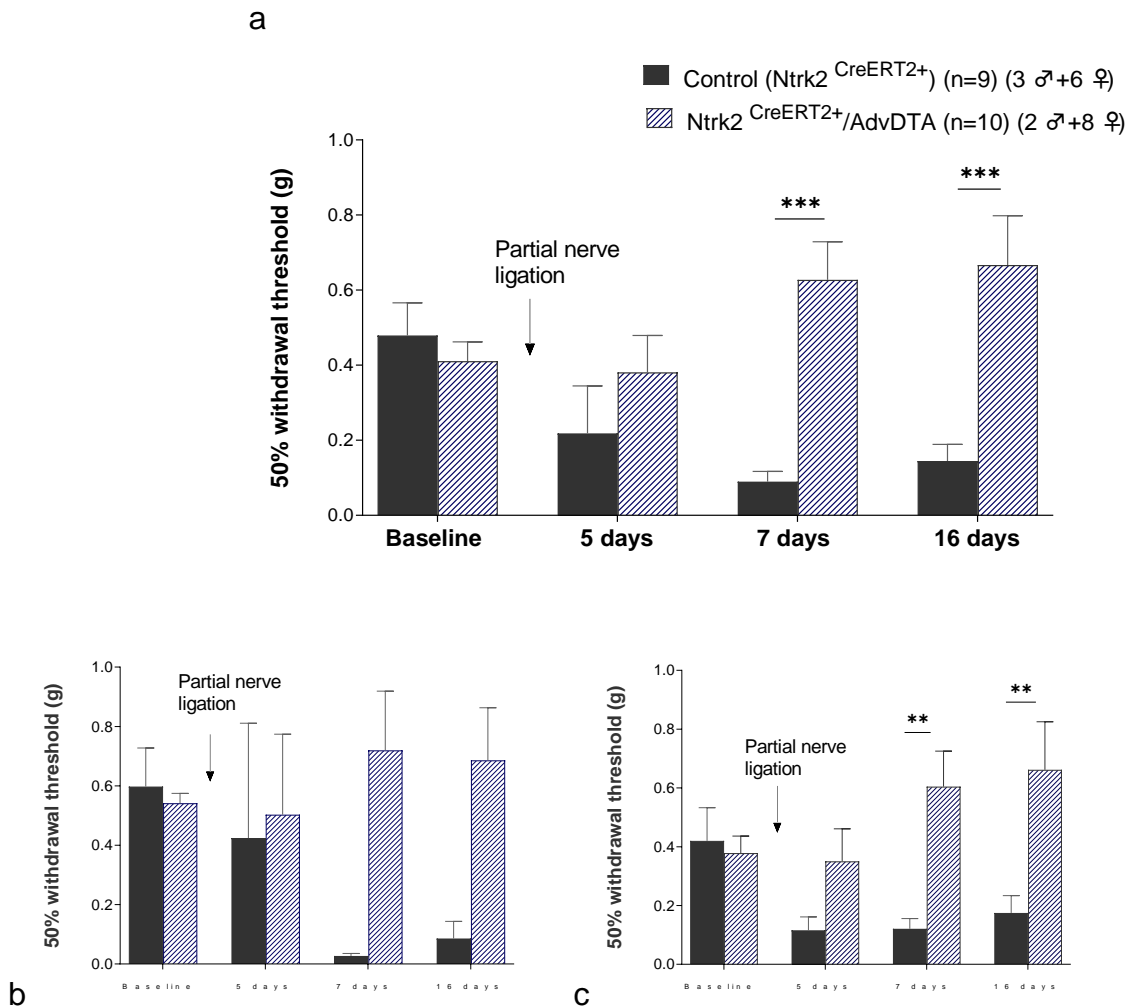 a
Control (Ntrk2 CreERT2+) (n=9) (3 ♂+6 ♀)
Ntrk2 CreERT2+/AdvDTA (n=10) (2 ♂+8 ♀)
50% withdrawal threshold (g)
1.0
0.8
0.6
0.4
0.2
0.0
Partial nerve
ligation
***
***
Baseline 5 days 7 days 16 days
b
50% withdrawal threshold (g)
1.0
0.8
0.6
0.4
0.2
0.0
Partial nerve
ligation
Baseline 5 days 7 days 16 days
c
50% withdrawal threshold (g)
1.0
0.8
0.6
0.4
0.2
0.0
Partial nerve
ligation
**
**
Baseline 5 days 7 days 16 days